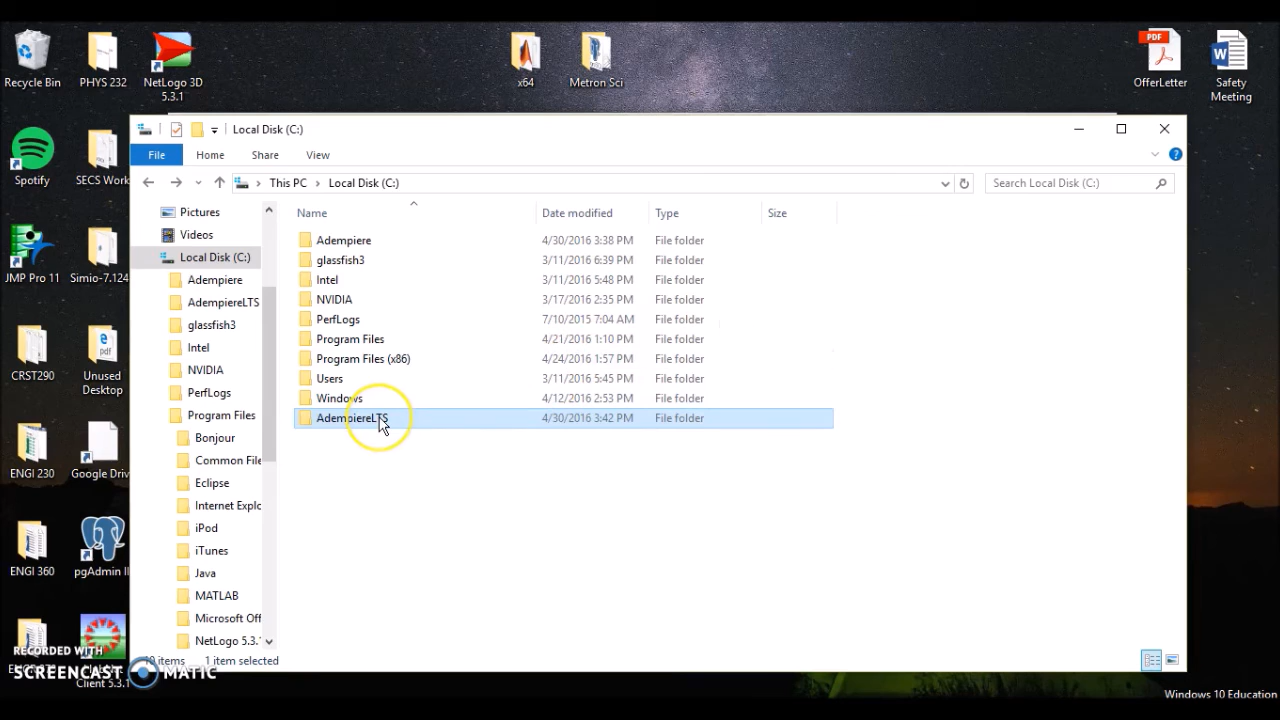 Recycle Bin
PHYS 232
NetLogo 3D
5.3.1
x64
Metron Sci
PDF
OfferLetter
Safety
Meeting
Local Disk (C:)
File
Home
Share
View
This PC
Local Disk (C:)
Search Local Disk (C:)
Spotify
SECS Work
JMP Pro 11
Simio-7.124
CRST290
Unused
Desktop
ENGI 230
Google Driv
ENGI 360
pgAdmin II
Client 5.3.1
Pictures
Videos
Local Disk (C:)
Adempiere
AdempiereLTS
glassfish3
Intel
NVIDIA
PerfLogs
Program Files
Bonjour
Common File
Eclipse
Internet Explo
iPod
iTunes
Java
MATLAB
Microsoft Off
NetLogo 5.3.
Name
Date modified
Type
Size
Adempiere 4/30/2016 3:38 PM File folder
glassfish3 3/11/2016 6:39 PM File folder
Intel 3/11/2016 5:48 PM File folder
NVIDIA 3/17/2016 2:35 PM File folder
PerfLogs 7/10/2015 7:04 AM File folder
Program Files 4/21/2016 1:10 PM File folder
Program Files (x86) 4/24/2016 1:57 PM File folder
Users 3/11/2016 5:45 PM File folder
Windows 4/12/2016 2:53 PM File folder
AdempiereLTS 4/30/2016 3:42 PM File folder
items
1 item selected
RECORDED WITH
SCREENCAST MATIC
Windows 10 Education